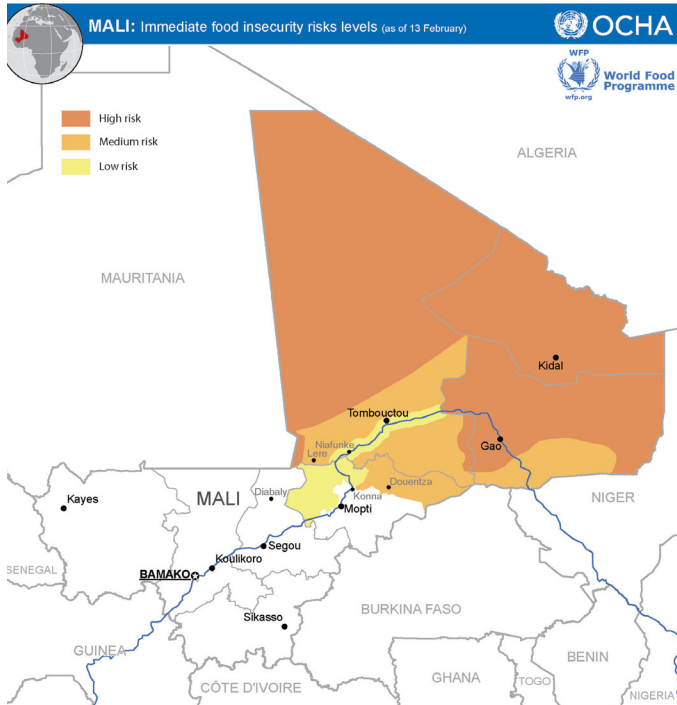 MALI: Immediate food insecurity risks levels (as of 13 February)
OCHA
WFP
wfp.org
World Food
Programme
High risk
Medium risk
Low risk
ALGERIA
MAURITANIA
Kidal
Tombouctou
Niafunke
Gao
Lere
Douentza
Kayes
MALI
Diabaly
Konna
NIGER
Mopti
Segou
Koulikoro
SENEGAL
BAMAKO
BURKINA FASO
Sikasso
GUINEA
BENIN
GHANA
TOGO
CÔTE D'IVOIRE
NIGERIA